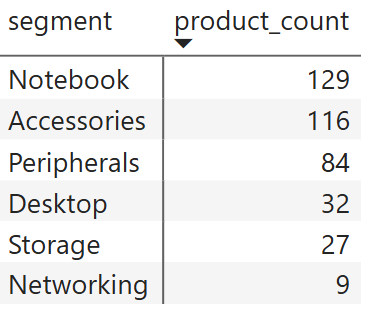 segment product_count
Notebook 129
Accessories 116
Peripherals 84
Desktop 32
Storage 27
Networking 9